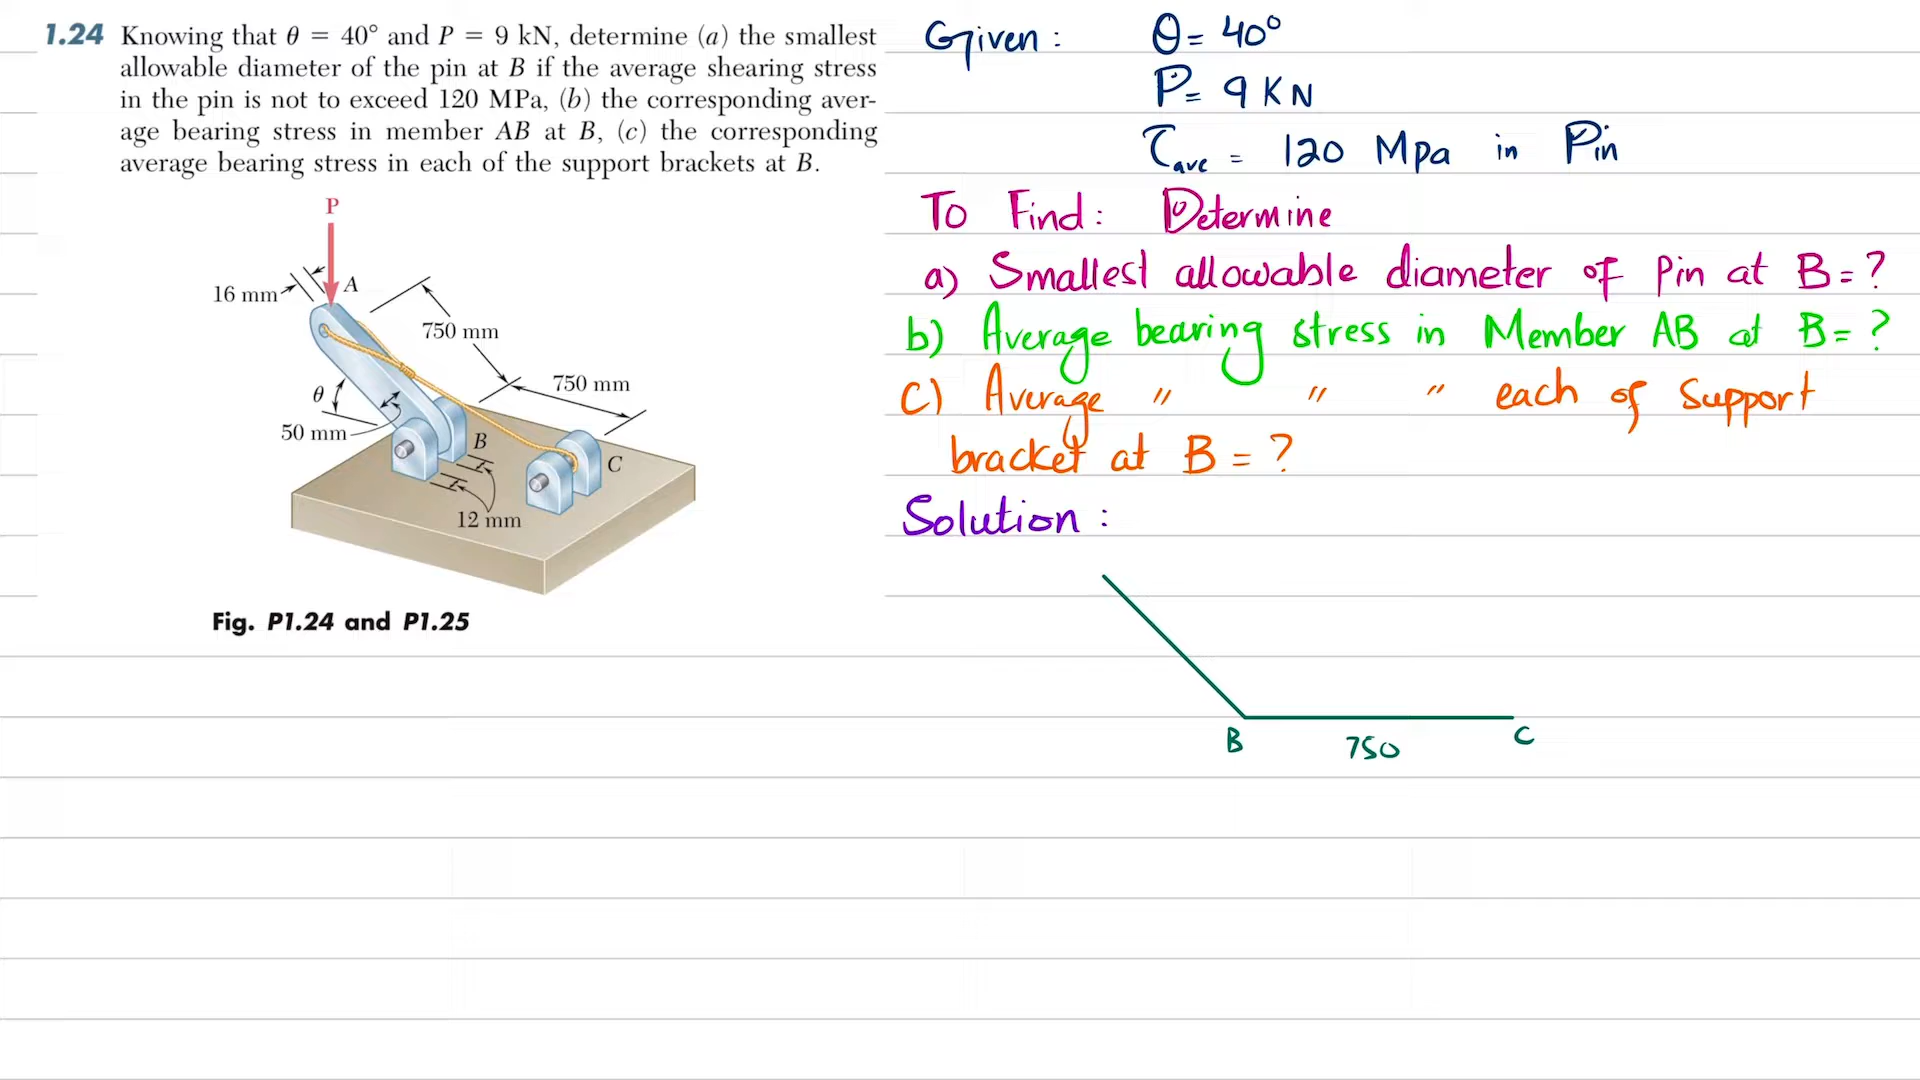 1.24 Knowing that θ = 40° and P = 9 kN, determine (a) the smallest
allowable diameter of the pin at B if the average shearing stress
in the pin is not to exceed 120 MPa, (b) the corresponding aver-
age bearing stress in member AB at B, (c) the corresponding
average bearing stress in each of the support brackets at B.
P
A
16 mm
750 mm
750 mm
θ
50 mm
B
C
12 mm
Fig. P1.24 and P1.25
Given : θ = 40°
P = 9 KN
τave = 120 Mpa in Pin
To Find : Determine
a) Smallest allowable diameter of Pin at B = ?
b) Average bearing stress in Member AB at B = ?
C) Average " " " each of Support
bracket at B = ?
Solution :
B 750 C